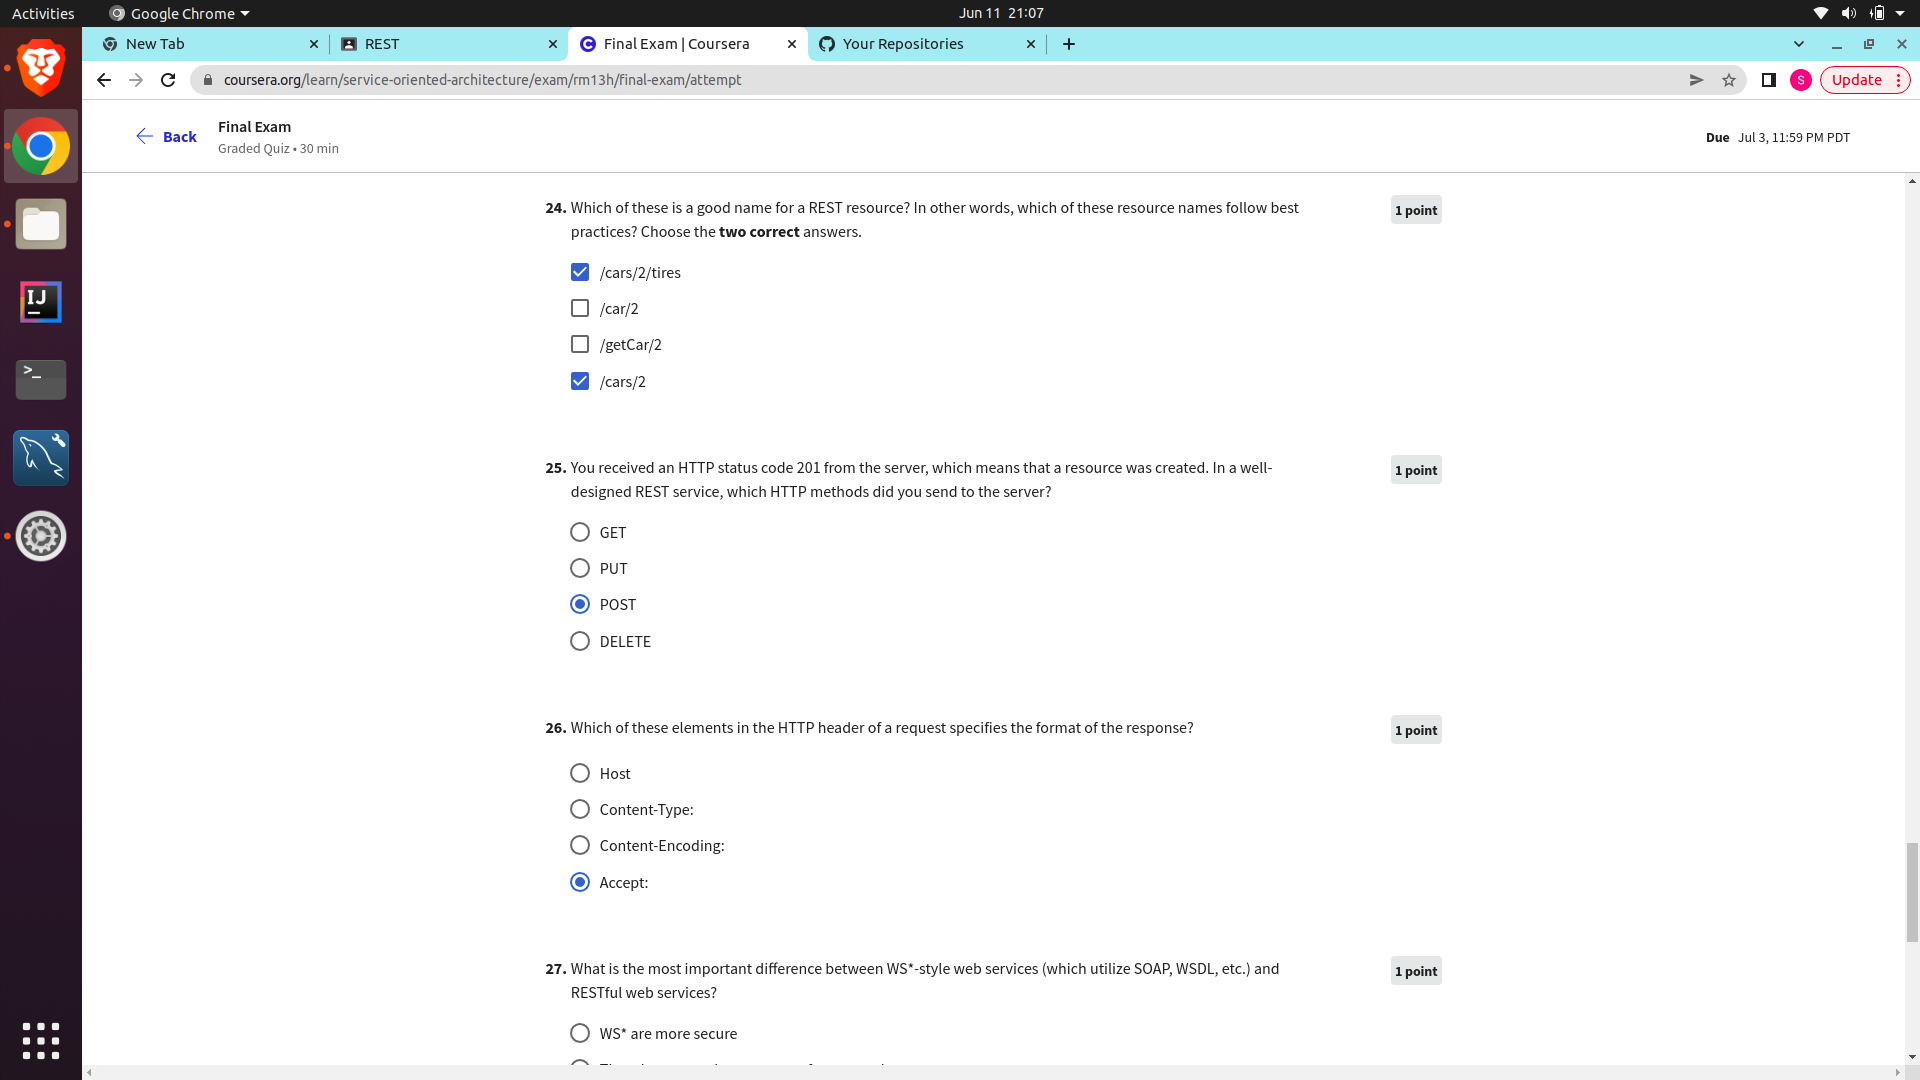 Activities
Google Chrome
Jun 11 21:07
New Tab
REST
Final Exam | Coursera
Your Repositories
coursera.org/learn/service-oriented-architecture/exam/rm13h/final-exam/attempt
S
Update
Back
Final Exam
Graded Quiz • 30 min
Due Jul 3, 11:59 PM PDT
24. Which of these is a good name for a REST resource? In other words, which of these resource names follow best
practices? Choose the two correct answers.
1 point
/cars/2/tires
/car/2
/getCar/2
/cars/2
25. You received an HTTP status code 201 from the server, which means that a resource was created. In a well-
designed REST service, which HTTP methods did you send to the server?
1 point
GET
PUT
POST
DELETE
26. Which of these elements in the HTTP header of a request specifies the format of the response?
1 point
Host
Content-Type:
Content-Encoding:
Accept:
27. What is the most important difference between WS*-style web services (which utilize SOAP, WSDL, etc.) and
RESTful web services?
1 point
WS* are more secure
IJ
>_